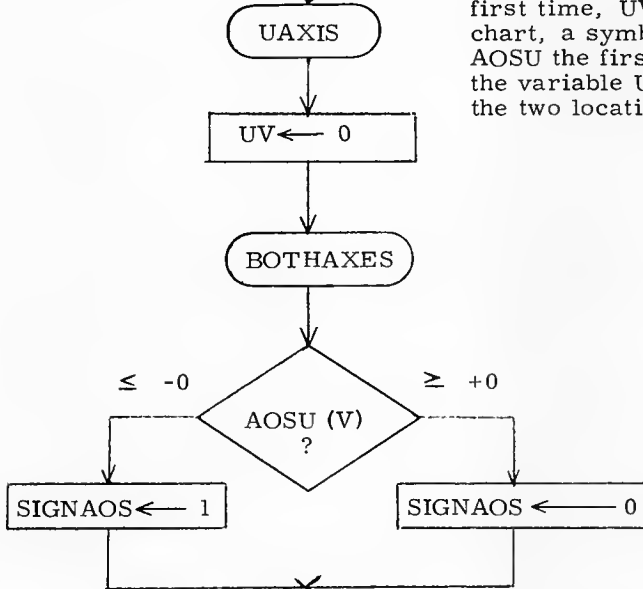 first time, UV
chart, a symb
AOSU the firs
the variable U
the two locati
UAXIS
UV ← 0
BOTHAXES
≤ -0
≥ +0
AOSU (V)
?
SIGNAOS ← 1
SIGNAOS ← 0